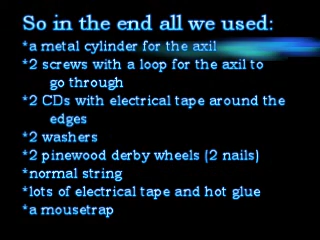 So in the end all we used:
*a metal cylinder for the axil
*2 screws with a loop for the axil to
go through
*2 CDs with electrical tape around the
edges
*2 washers
*2 pinewood derby wheels (2 nails)
*normal string
*lots of electrical tape and hot glue
*a mousetrap